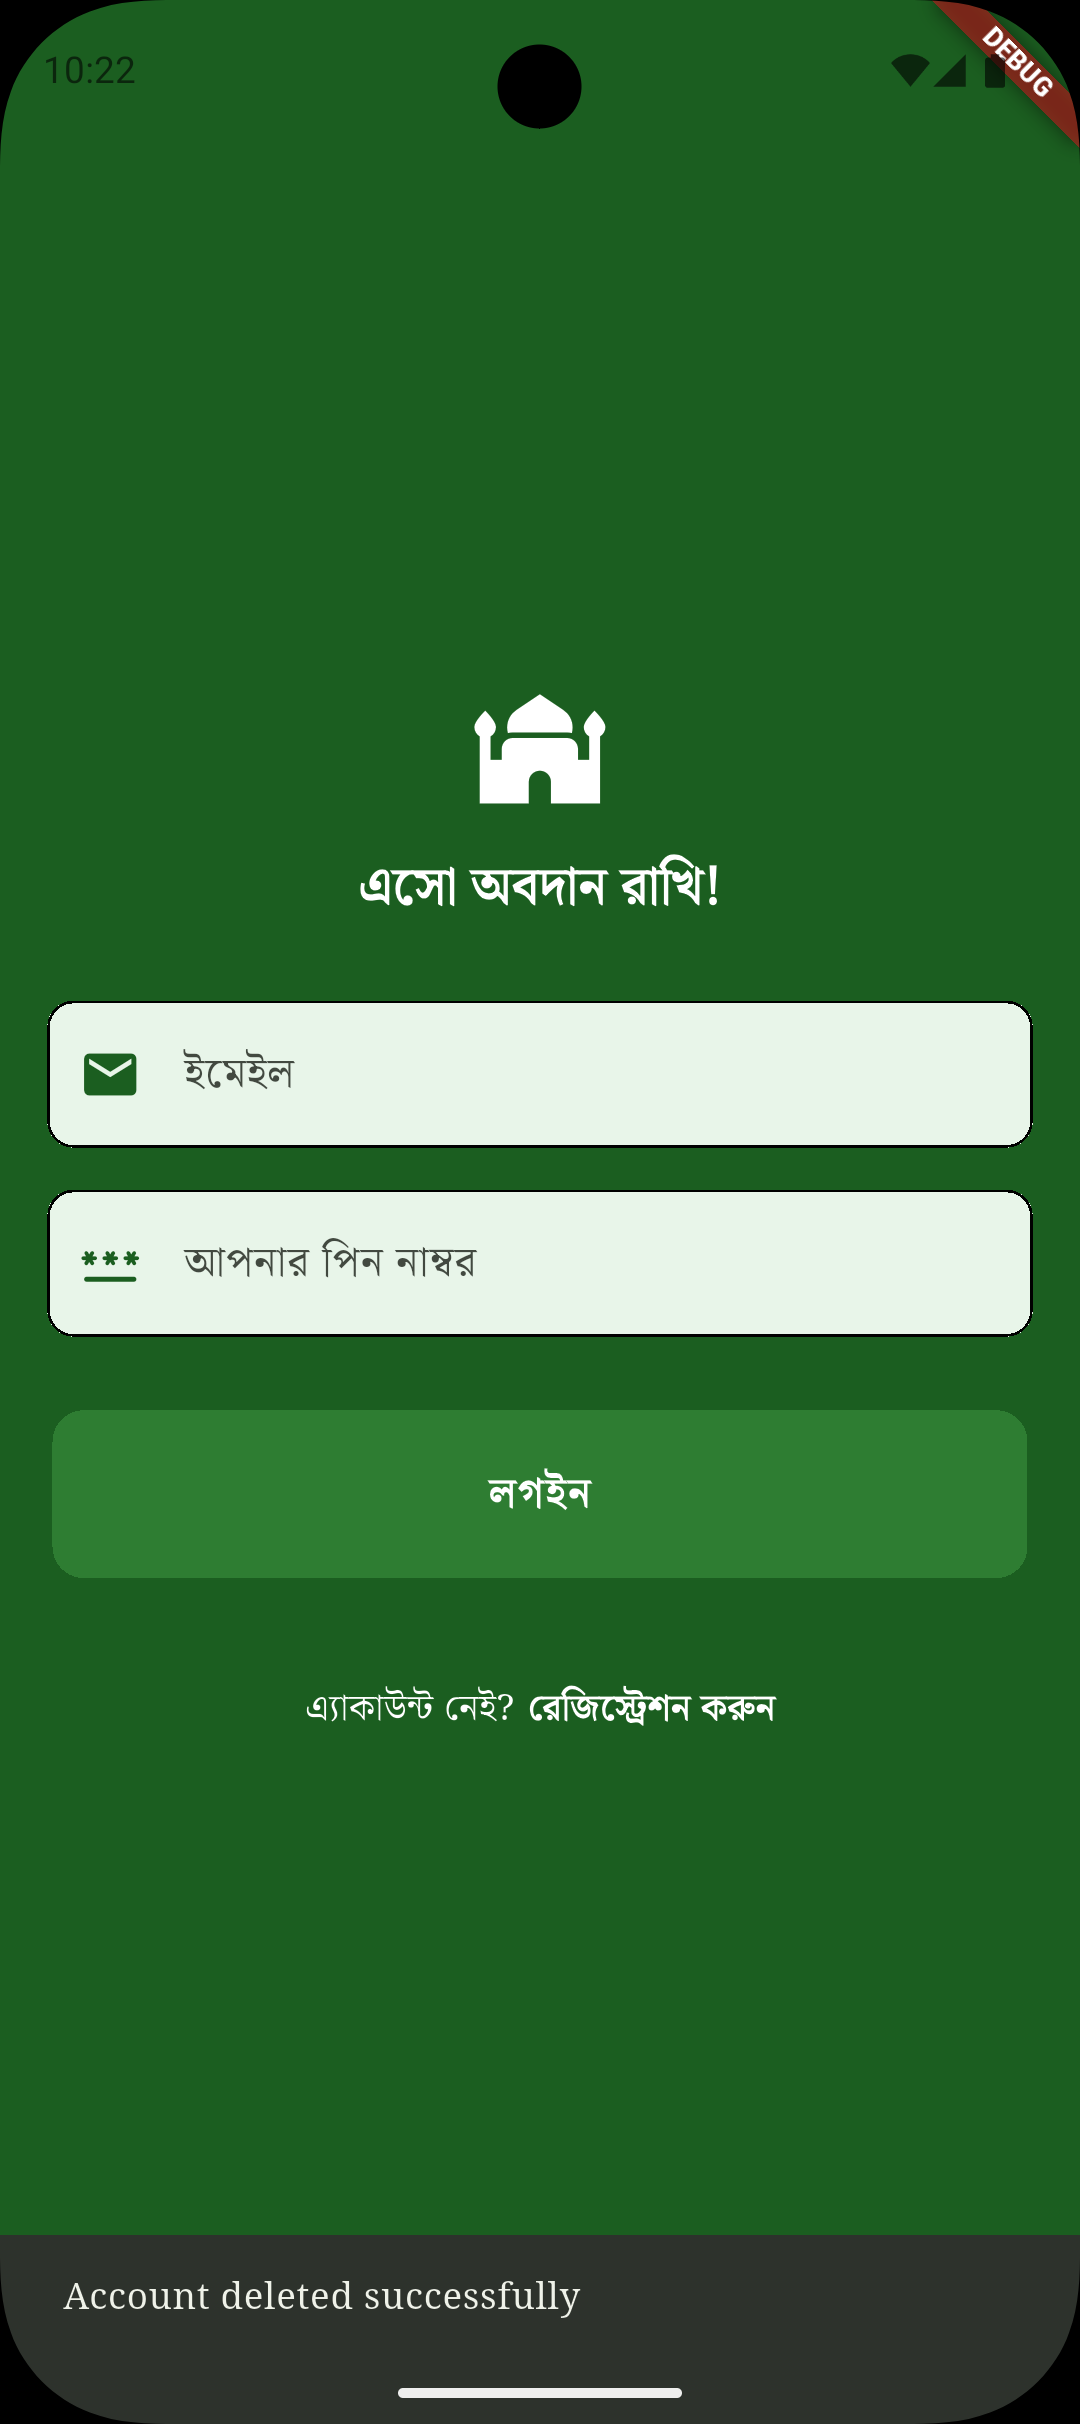 10:22
DEBUG
এসো অবদান রাখি!
ইমেইল
আপনার পিন নাম্বর
লগইন
এ্যাকাউন্ট নেই? রেজিস্ট্রেশন করুন
Account deleted successfully